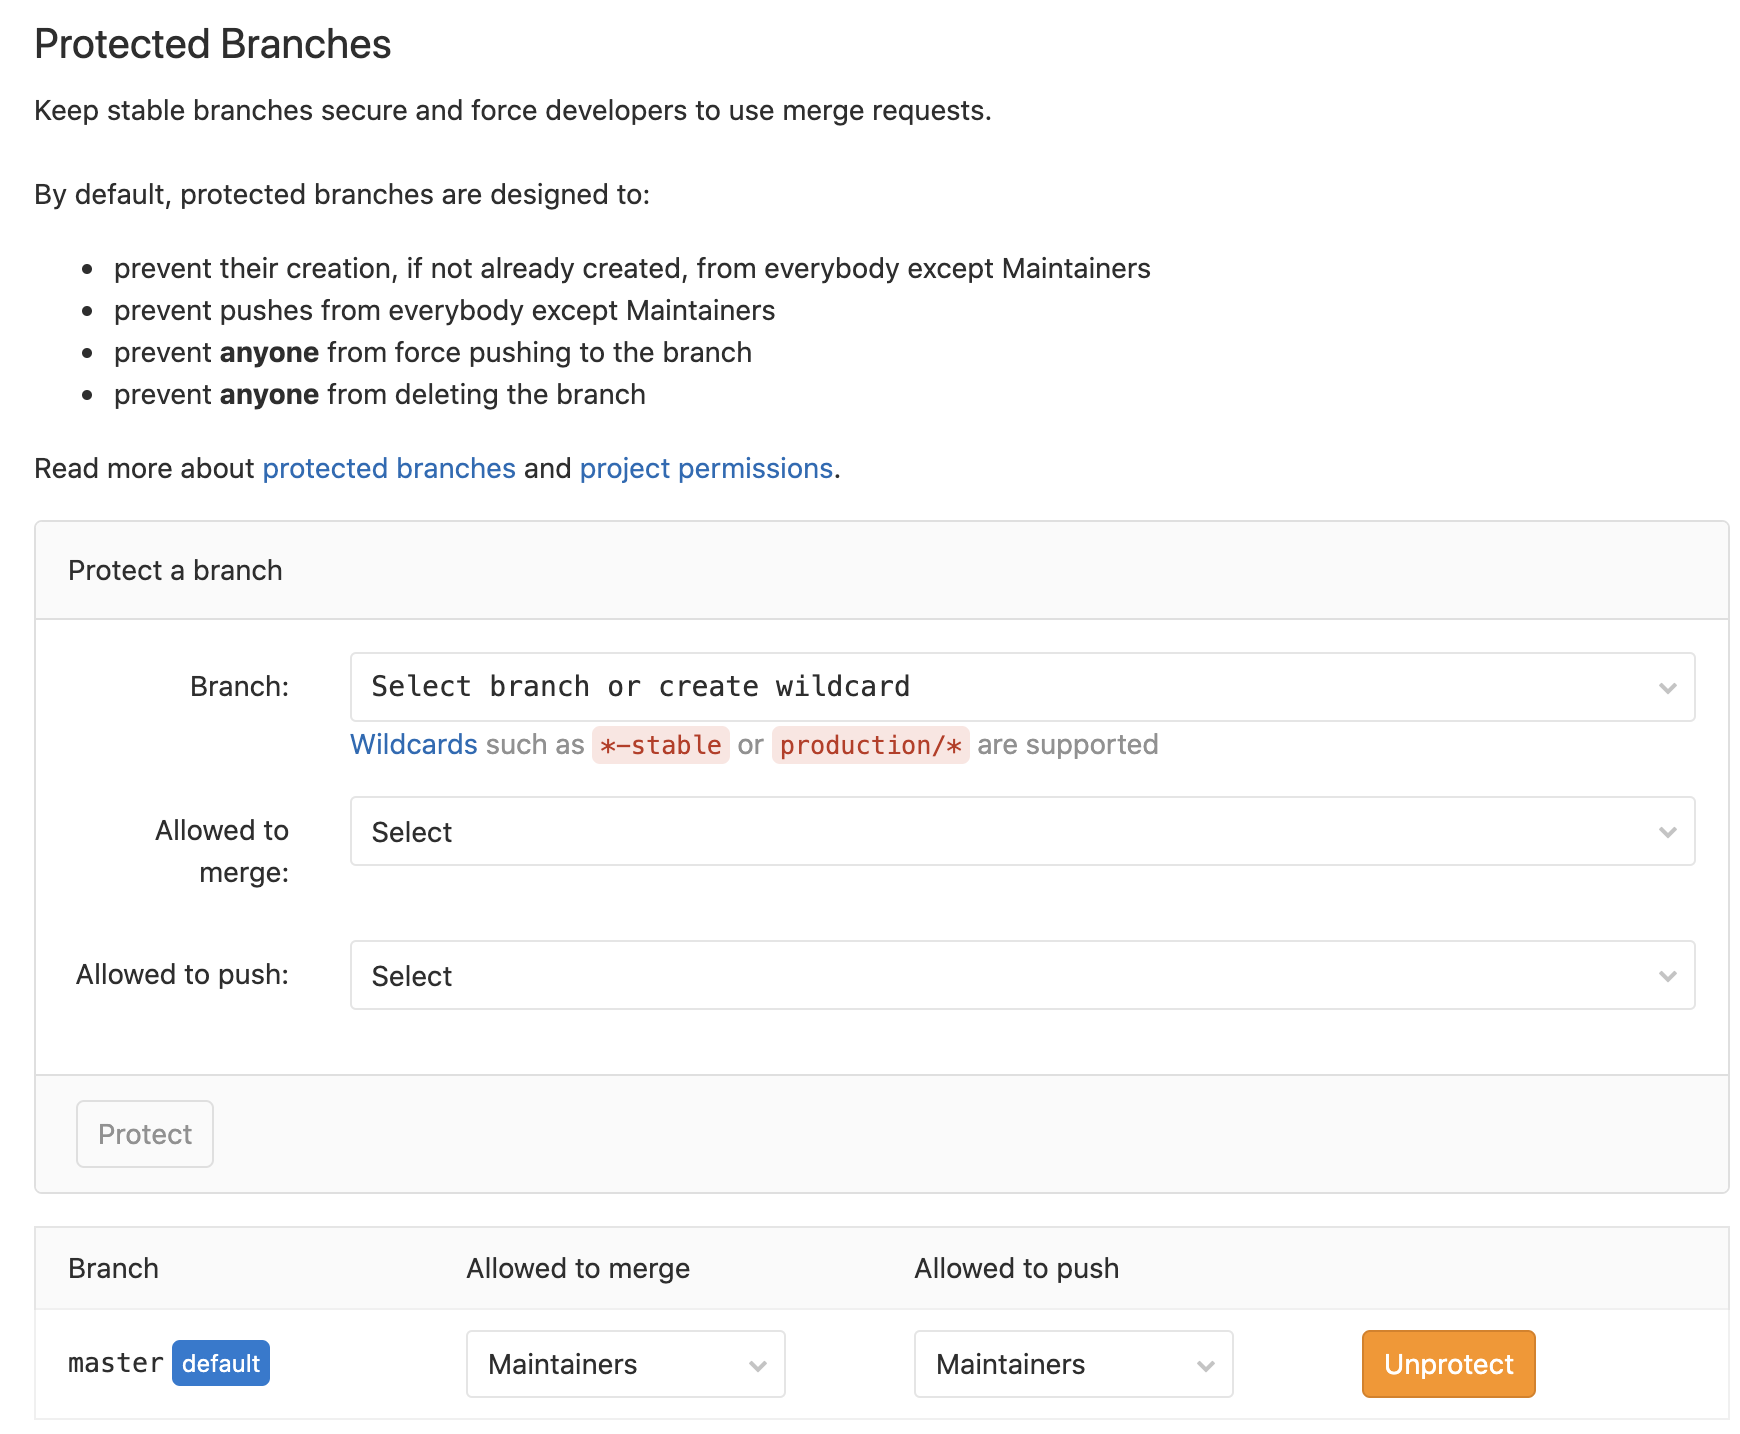 Protected Branches
Keep stable branches secure and force developers to use merge requests.
By default, protected branches are designed to:
prevent their creation, if not already created, from everybody except Maintainers
prevent pushes from everybody except Maintainers
prevent anyone from force pushing to the branch
prevent anyone from deleting the branch
Read more about protected branches and project permissions.
Protect a branch
Branch: Select branch or create wildcard
Wildcards such as *-stable or production/* are supported
Allowed to merge: Select
Allowed to push: Select
Protect
Branch Allowed to merge Allowed to push
master default Maintainers Maintainers Unprotect